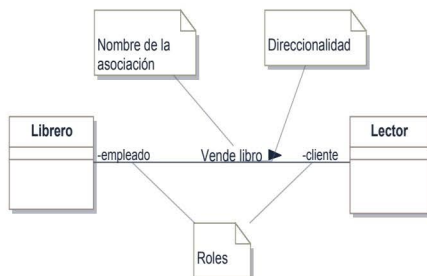 Nombre de la
asociación
Direccionalidad
Librero
Lector
-empleado
Vende libro
-cliente
Roles